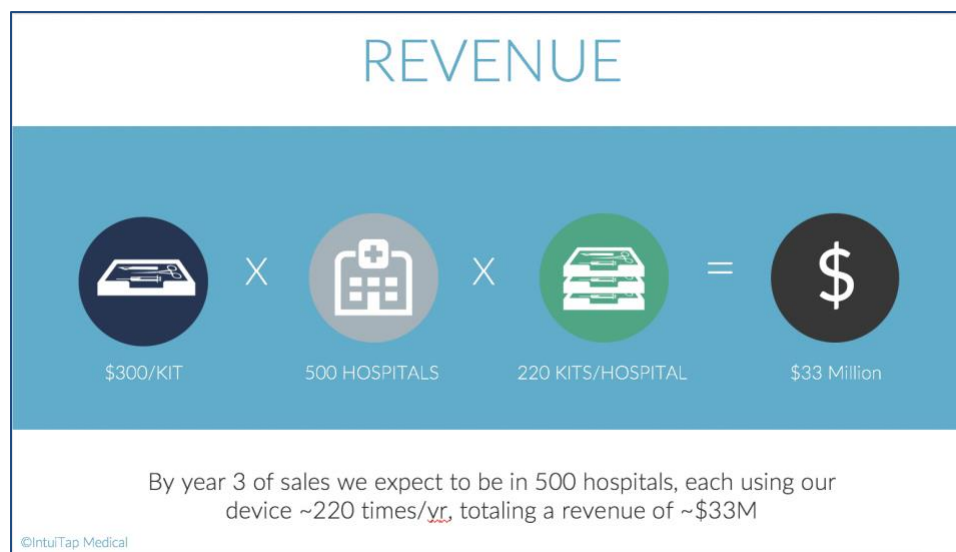 REVENUE
X
X
=
$
$300/KIT
500 HOSPITALS
220 KITS/HOSPITAL
$33 Million
By year 3 of sales we expect to be in 500 hospitals, each using our
device ~220 times/yr, totaling a revenue of ~$33M
©IntuiTap Medical